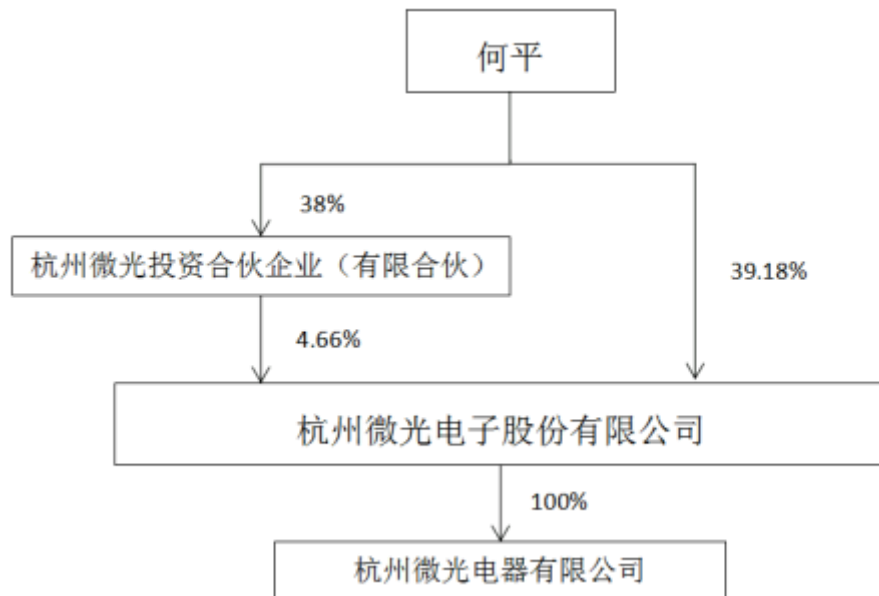 何平
38%
杭州微光投资合伙企业（有限合伙）
39.18%
4.66%
杭州微光电子股份有限公司
100%
杭州微光电器有限公司